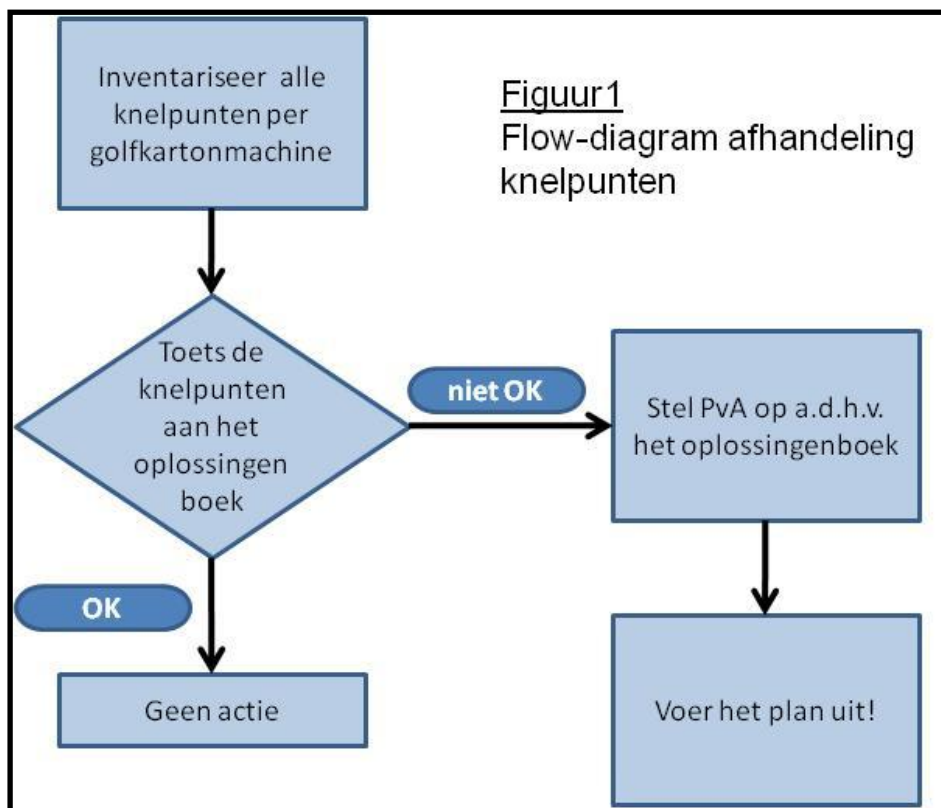 Inventariseer alle
knelpunten per
golfkartonmachine
Figuur1
Flow-diagram afhandeling
knelpunten
Toets de
knelpunten
aan het
oplossingen
boek
niet OK
Stel PvA op a.d.h.v.
het oplossingenboek
OK
Geen actie
Voer het plan uit!